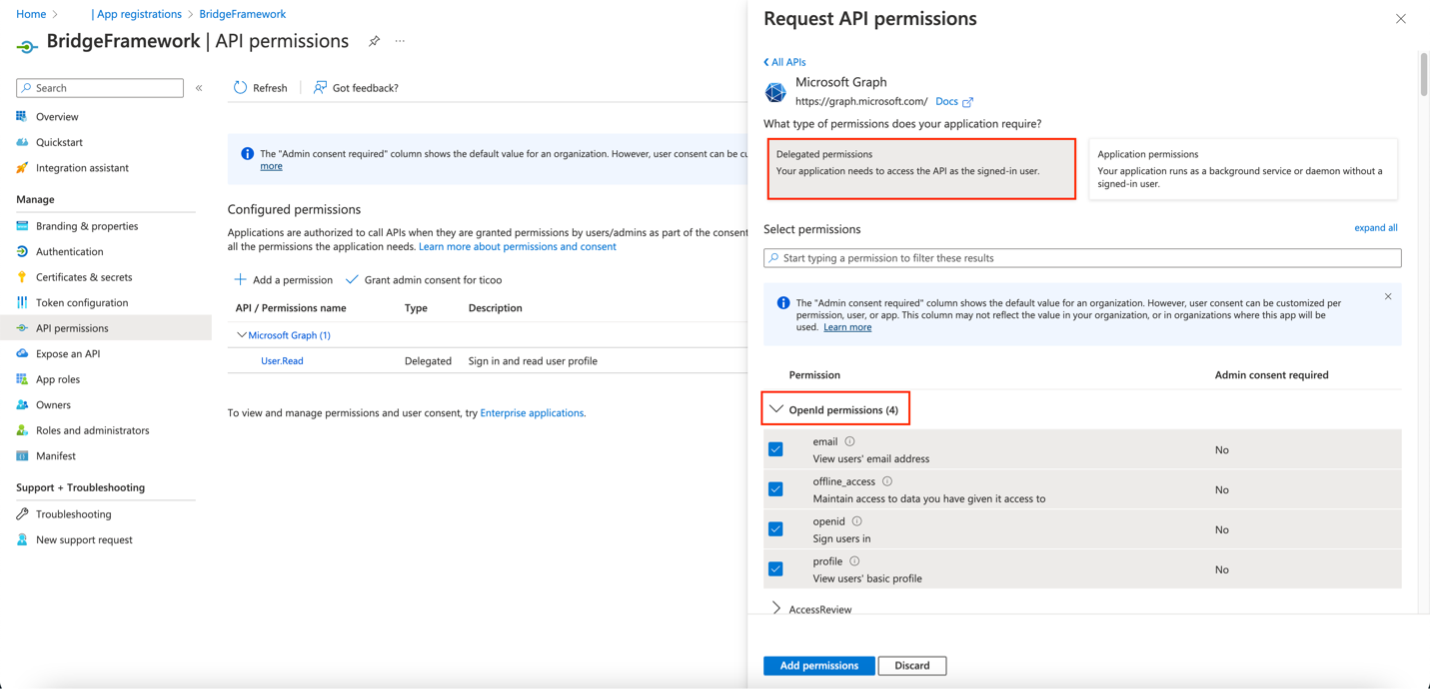 Home > | App registrations > BridgeFramework
BridgeFramework | API permissions ...
Search «
Overview
Quickstart
Integration assistant
Manage
Branding & properties
Authentication
Certificates & secrets
Token configuration
API permissions
Expose an API
App roles
Owners
Roles and administrators
Manifest
Support + Troubleshooting
Troubleshooting
New support request
Refresh | Got feedback?
The "Admin consent required" column shows the default value for an organization. However, user consent can be cu
more
Configured permissions
Applications are authorized to call APIs when they are granted permissions by users/admins as part of the consent
all the permissions the application needs. Learn more about permissions and consent
Add a permission Grant admin consent for ticoo
API / Permissions name Type Description
Microsoft Graph (1)
User.Read Delegated Sign in and read user profile
To view and manage permissions and user consent, try Enterprise applications.
Request API permissions
All APIs
Microsoft Graph
https://graph.microsoft.com/ Docs
What type of permissions does your application require?
Delegated permissions
Your application needs to access the API as the signed-in user.
Application permissions
Your application runs as a background service or daemon without a
signed-in user.
Select permissions expand all
Start typing a permission to filter these results
The "Admin consent required" column shows the default value for an organization. However, user consent can be customized per
permission, user, or app. This column may not reflect the value in your organization, or in organizations where this app will be
used. Learn more
Permission Admin consent required
OpenId permissions (4)
email
View users' email address
No
offline_access
Maintain access to data you have given it access to
No
openid
Sign users in
No
profile
View users' basic profile
No
AccessReview
Add permissions Discard